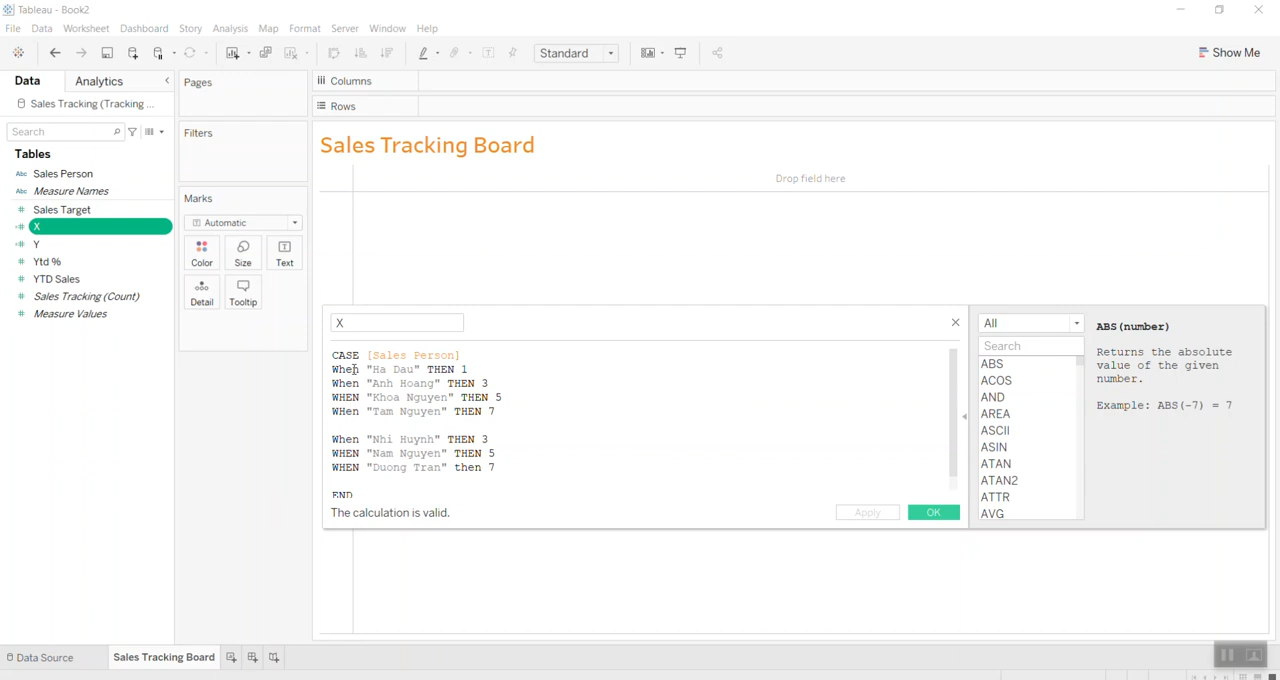 Tableau - Book2
File Data Worksheet Dashboard Story Analysis Map Format Server Window Help
Standard
Show Me
Data Analytics
Pages
Columns
Sales Tracking (Tracking ...
Rows
Search
Filters
Sales Tracking Board
Tables
Abc Sales Person
Drop field here
Abc Measure Names
Marks
Sales Target
Automatic
X
Y
Ytd %
Color Size Text
YTD Sales
Sales Tracking (Count)
Detail Tooltip
Measure Values
X
All
ABS(number)
Search
Returns the absolute
value of the given
number.
Example: ABS(-7) = 7
CASE [Sales Person]
When "Ha Dau" THEN 1
When "Anh Hoang" THEN 3
WHEN "Khoa Nguyen" THEN 5
When "Tam Nguyen" THEN 7
When "Nhi Huynh" THEN 3
WHEN "Nam Nguyen" THEN 5
WHEN "Duong Tran" then 7
END
ABS
ACOS
AND
AREA
ASCII
ASIN
ATAN
ATAN2
ATTR
AVG
The calculation is valid.
Apply
OK
Data Source
Sales Tracking Board